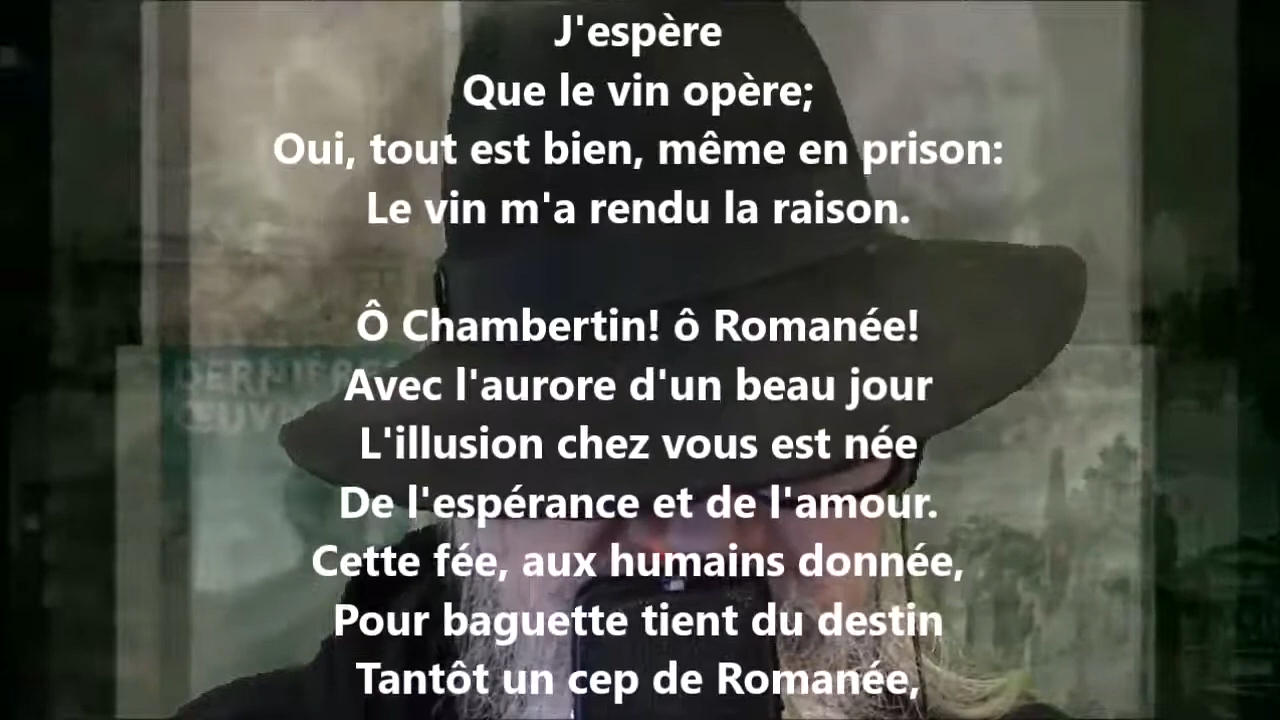 J'espère
Que le vin opère;
Oui, tout est bien, même en prison:
Le vin m'a rendu la raison.
Ô Chambertin! ô Romanée!
Avec l'aurore d'un beau jour
L'illusion chez vous est née
De l'espérance et de l'amour.
Cette fée, aux humains donnée,
Pour baguette tient du destin
Tantôt un cep de Romanée,